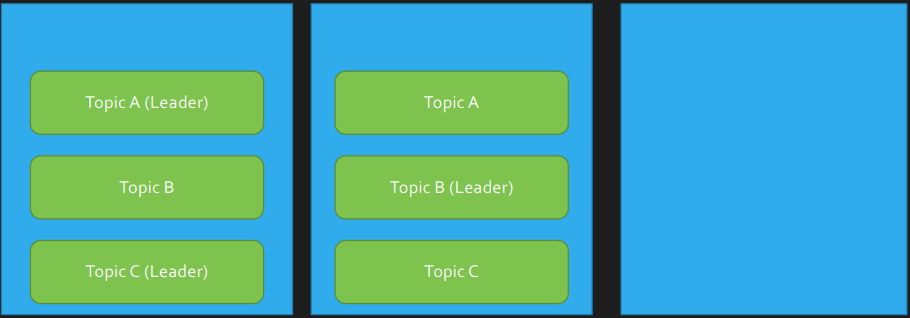 Topic A (Leader)
Topic B
Topic C (Leader)
Topic A
Topic B (Leader)
Topic C